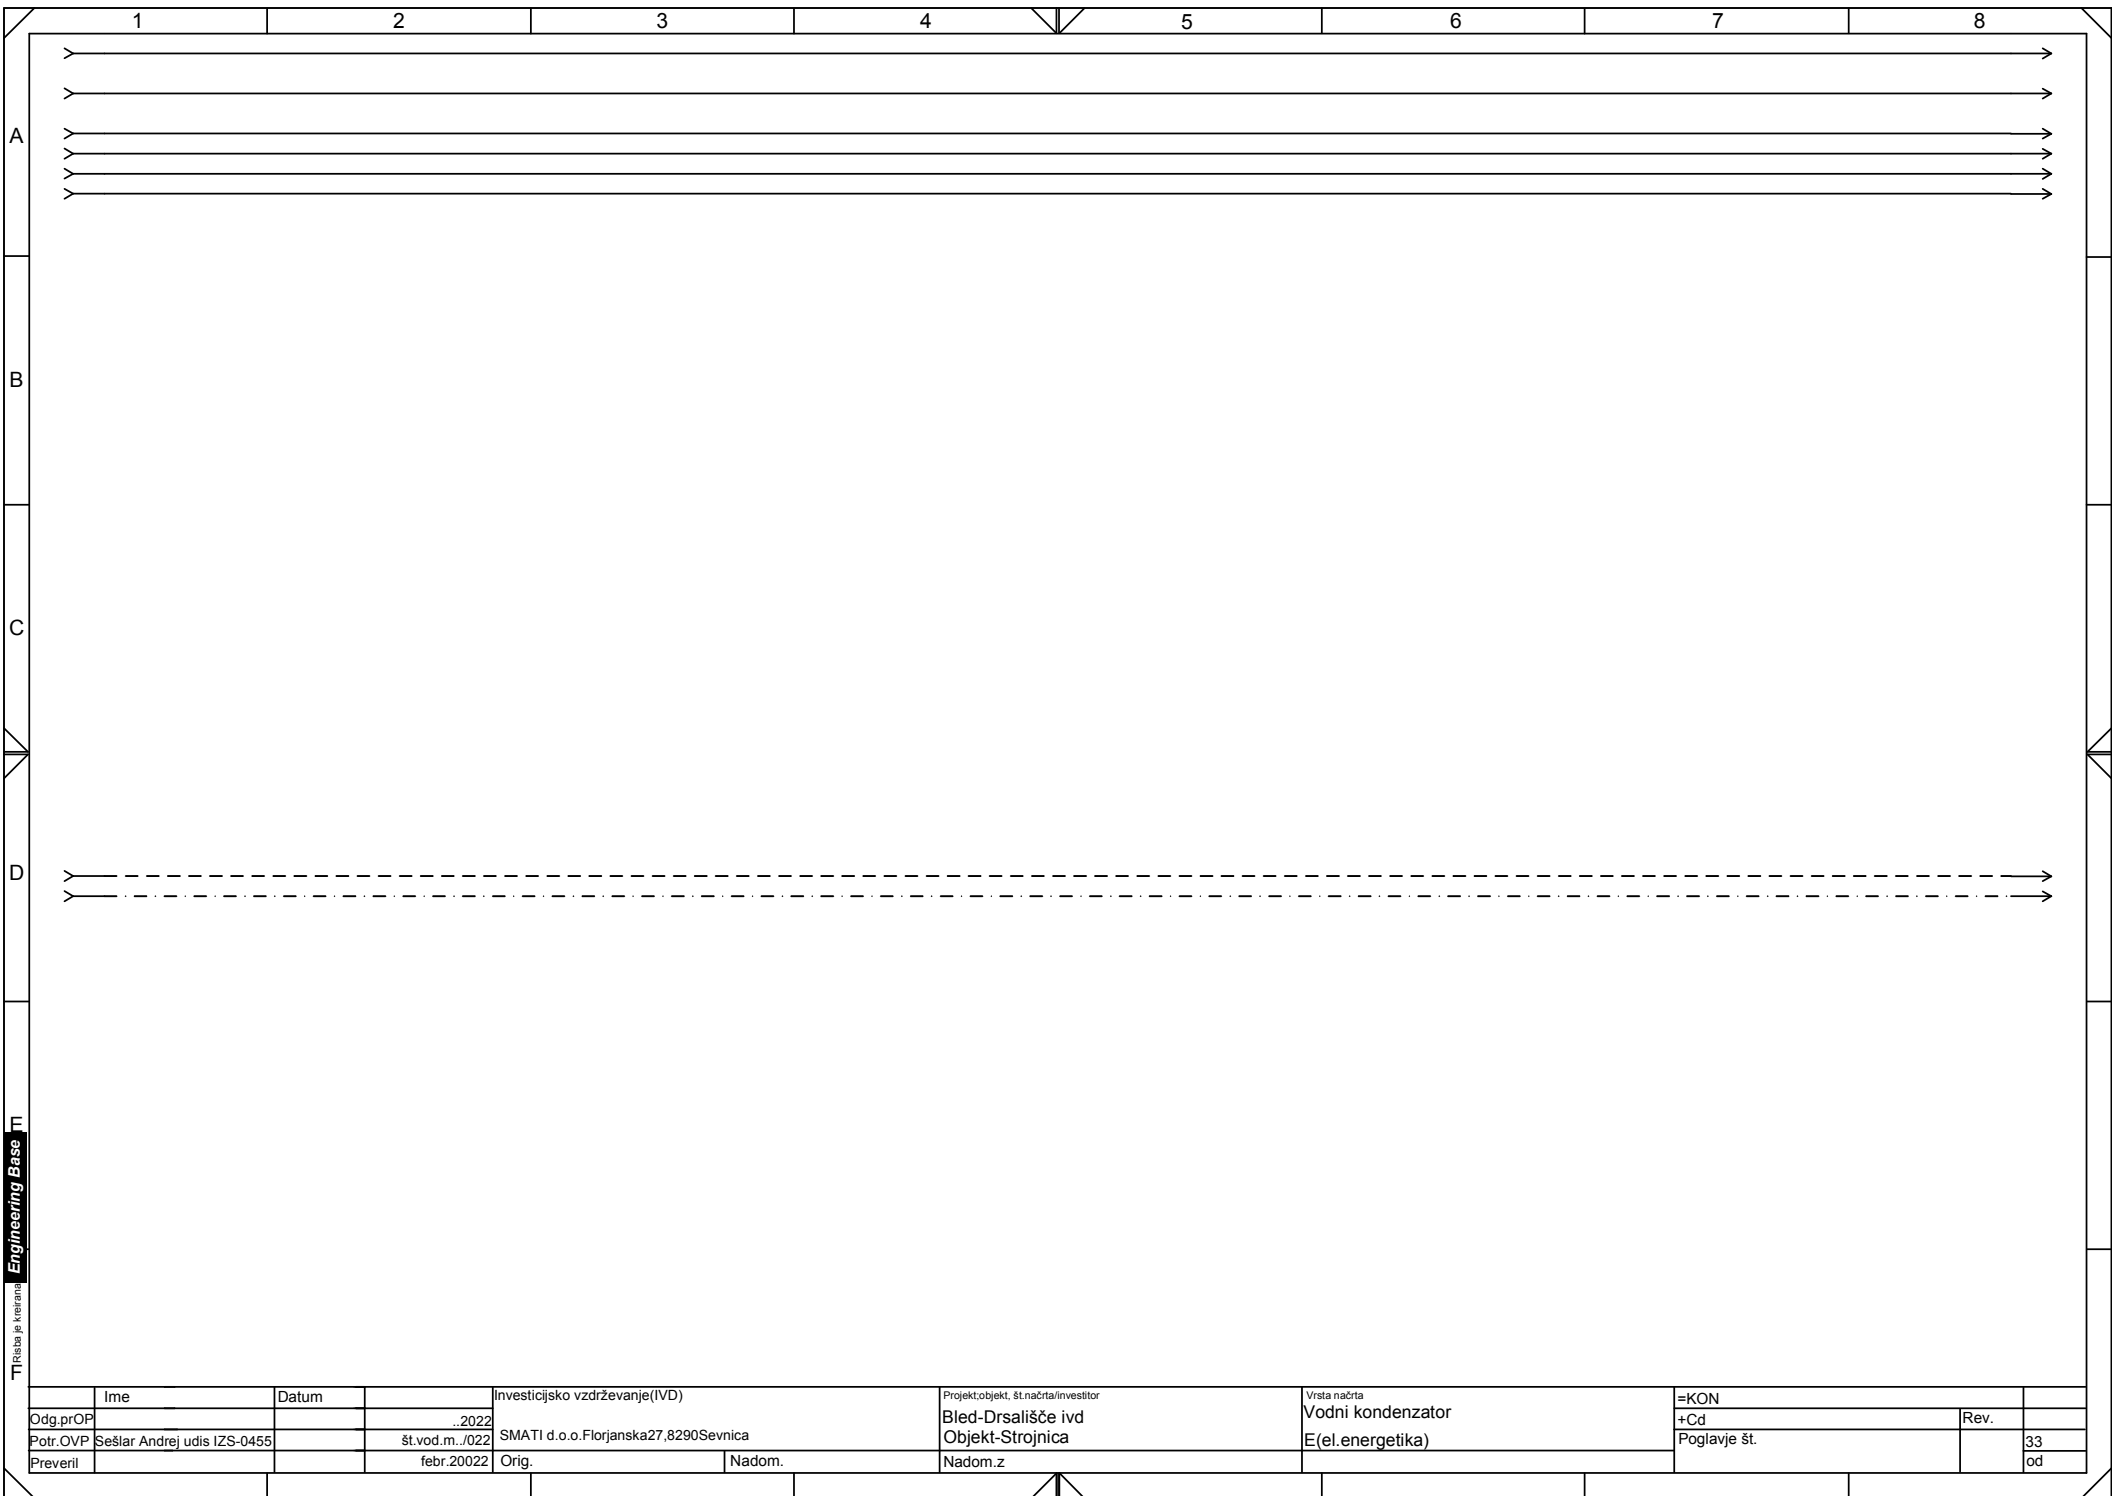 1 2 3 4 5 6 7 8
A
B
C
D
E
Engineering Base
Risba je kreirana
F
Ime Datum Investicijsko vzdrževanje(IVD) Projekt;objekt, št.načrta/investitor Vrsta načrta =KON
Odg.prOP ..2022 Bled-Drsališče ivd Vodni kondenzator +Cd Rev.
Potr.OVP Sešlar Andrej udis IZS-0455 št.vod.m../022 SMATI d.o.o.Florjanska27,8290Sevnica Objekt-Strojnica E(el.energetika) Poglavje št. 33
Preveril febr.20022 Orig. Nadom. Nadom.z od